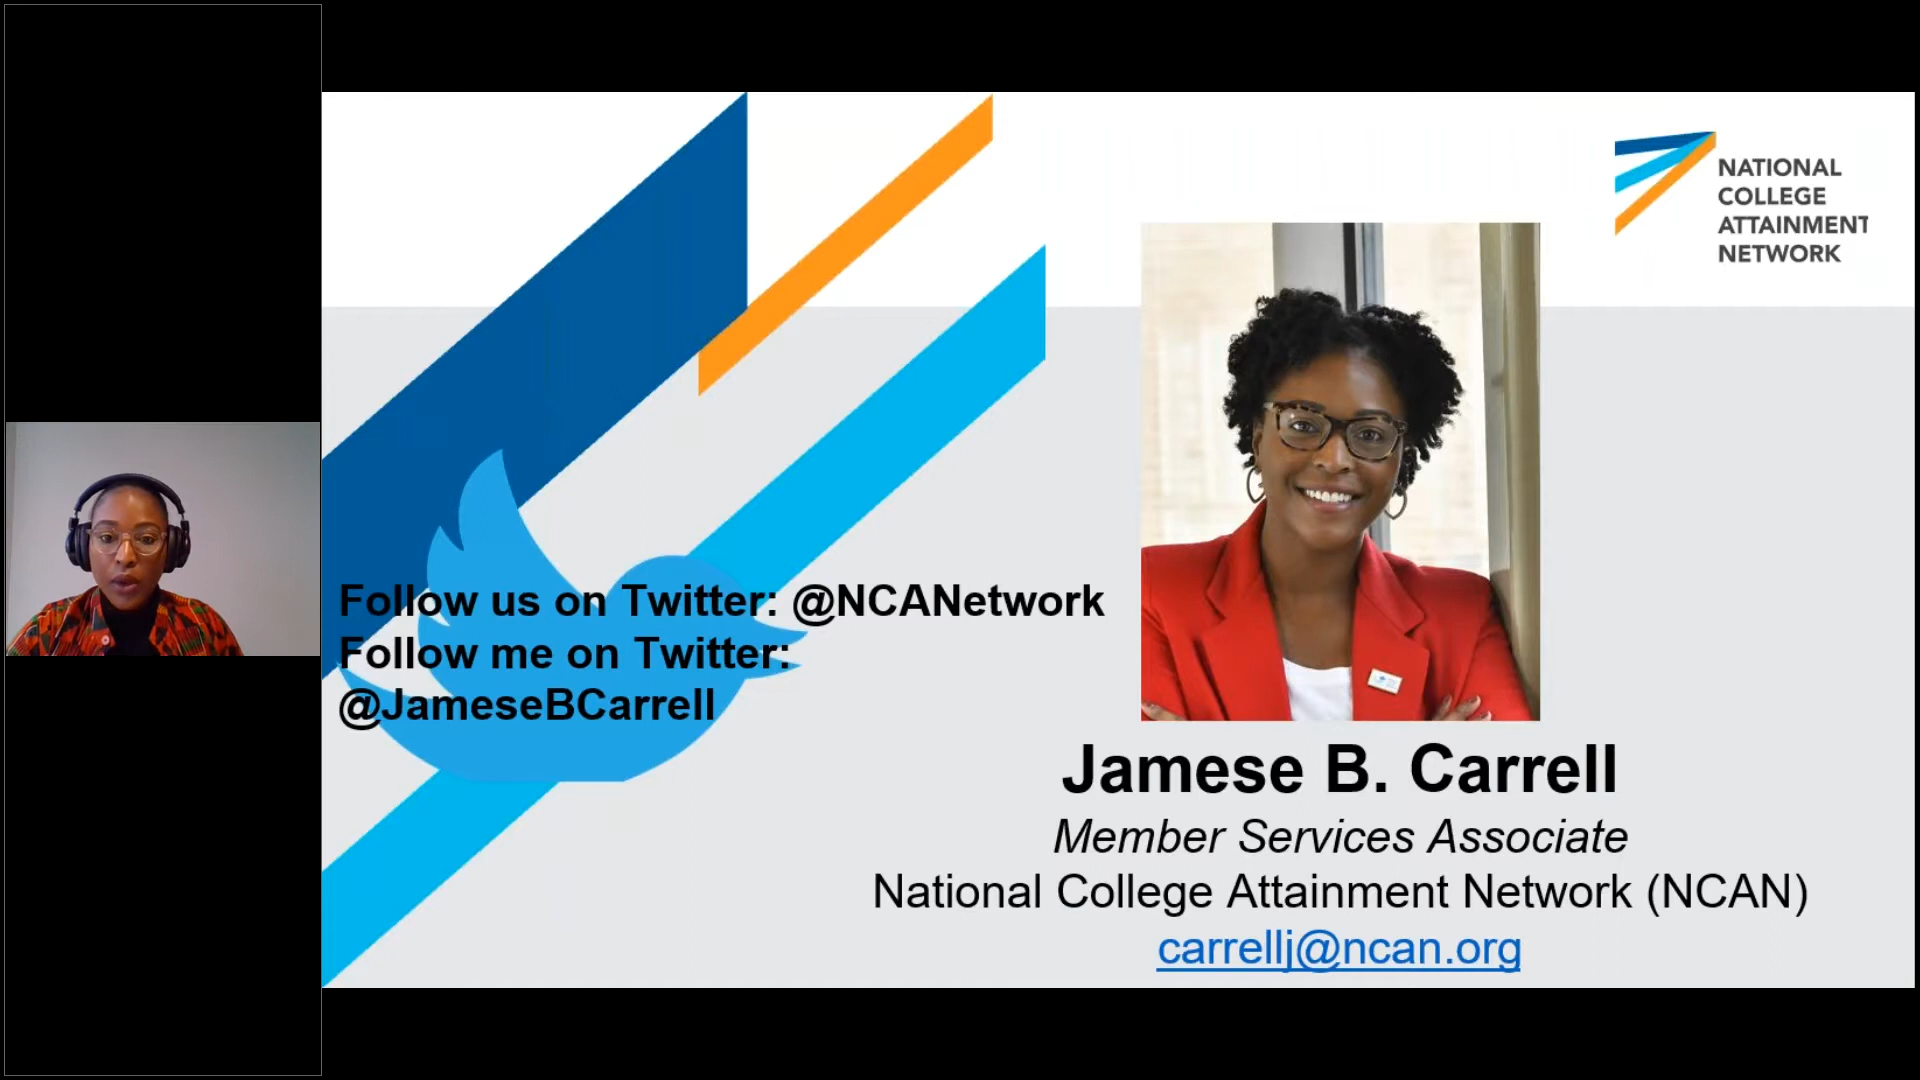 NATIONAL
COLLEGE
ATTAINMENT
NETWORK
Follow us on Twitter: @NCANetwork
Follow me on Twitter:
@JameseBCarrell
Jamese B. Carrell
Member Services Associate
National College Attainment Network (NCAN)
carrellj@ncan.org